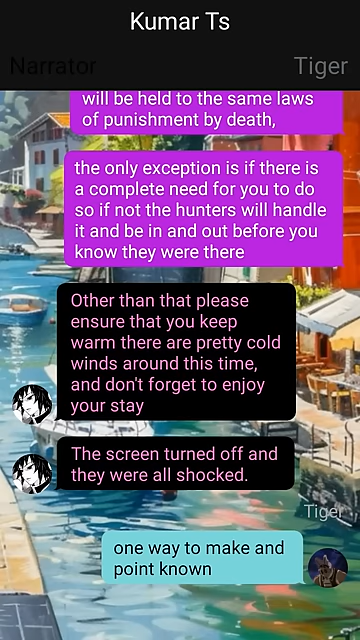 Kumar Ts
Narrator
Tiger
will be held to the same laws
of punishment by death,
the only exception is if there is
a complete need for you to do
so if not the hunters will handle
it and be in and out before you
know they were there
Other than that please
ensure that you keep
warm there are pretty cold
winds around this time,
and don't forget to enjoy
your stay
The screen turned off and
they were all shocked.
Tiger
one way to make and
point known